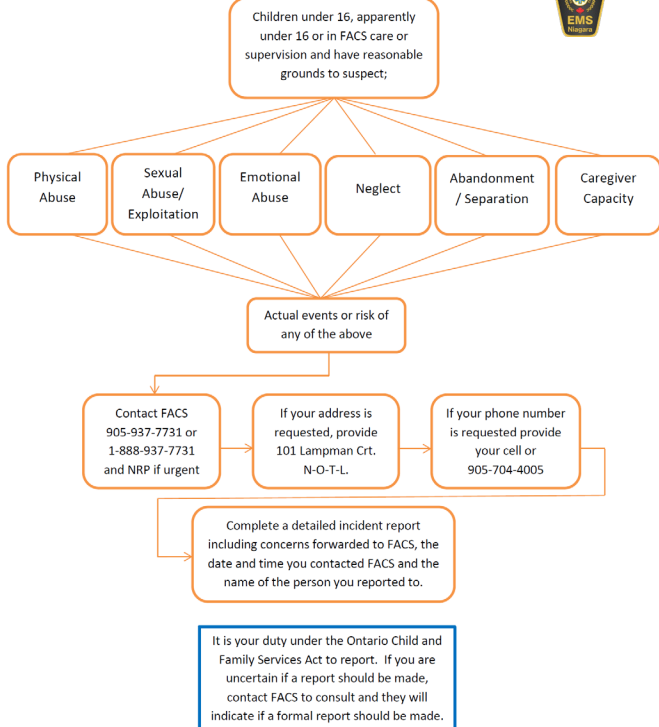 EMS
Niagara
Children under 16, apparently
under 16 or in FACS care or
supervision and have reasonable
grounds to suspect;
Physical
Abuse
Sexual
Abuse/
Exploitation
Emotional
Abuse
Neglect
Abandonment
/ Separation
Caregiver
Capacity
Actual events or risk of
any of the above
Contact FACS
905-937-7731 or
1-888-937-7731
and NRP if urgent
If your address is
requested, provide
101 Lampman Crt.
N-O-T-L.
If your phone number
is requested provide
your cell or
905-704-4005
Complete a detailed incident report
including concerns forwarded to FACS, the
date and time you contacted FACS and the
name of the person you reported to.
It is your duty under the Ontario Child and
Family Services Act to report.  If you are
uncertain if a report should be made,
contact FACS to consult and they will
indicate if a formal report should be made.